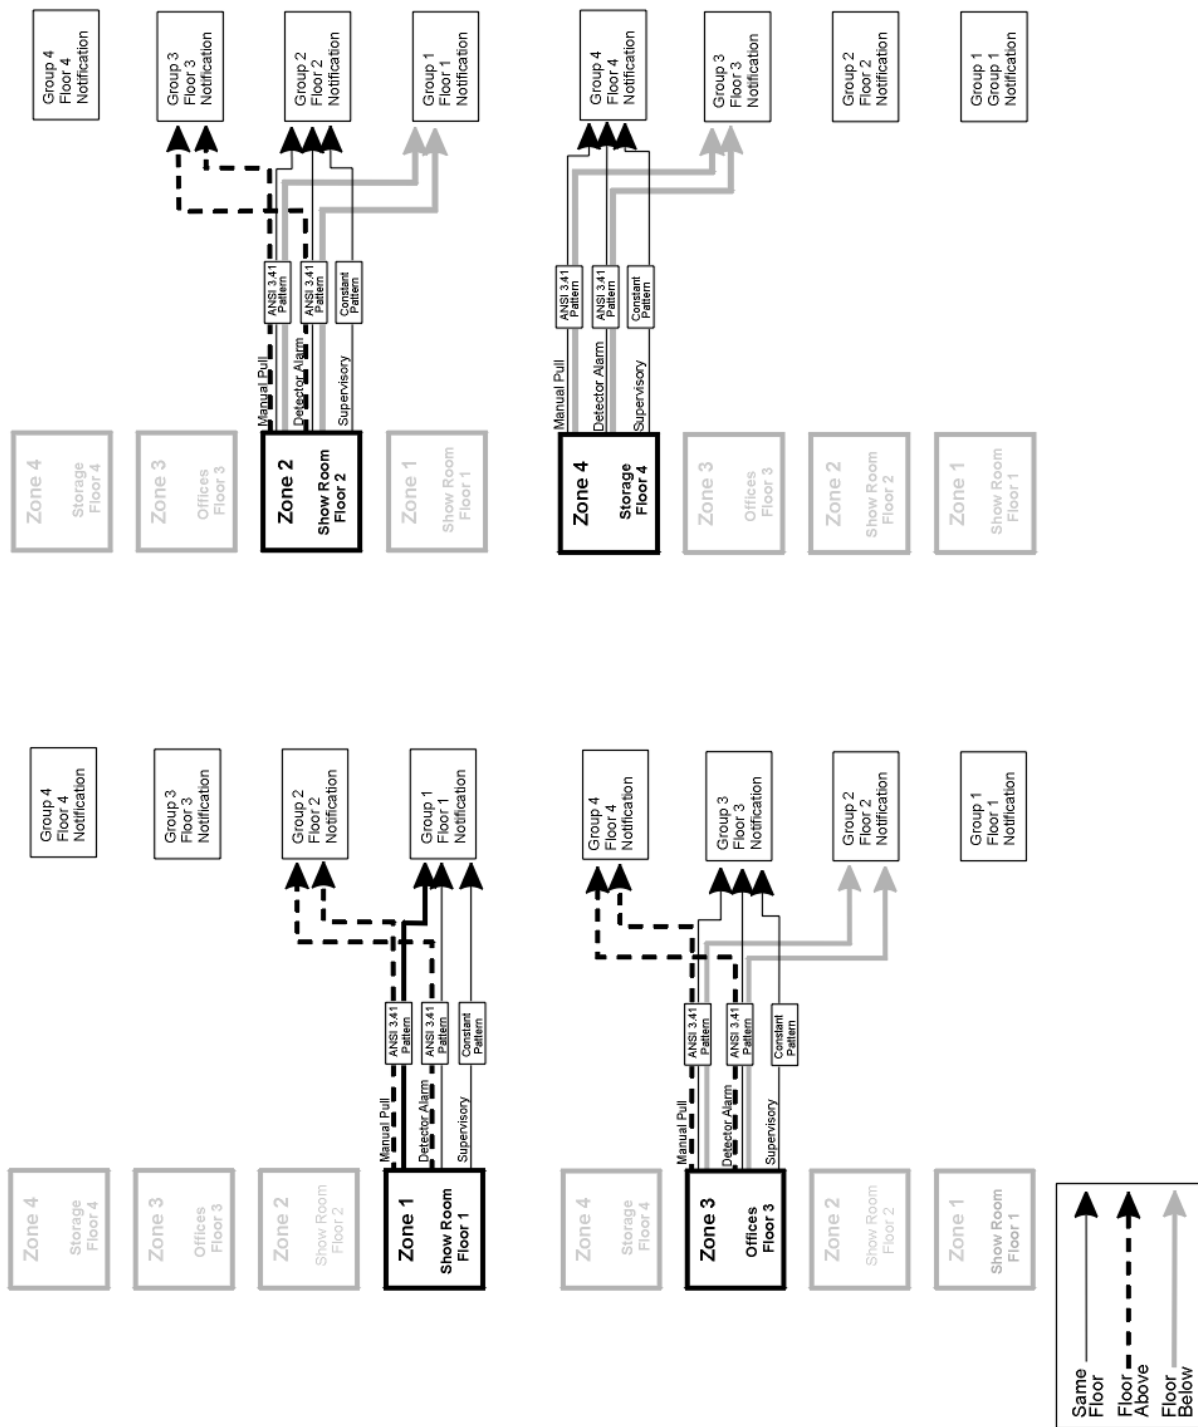 Zone 4
Storage
Floor 4
Group 4
Floor 4
Notification
Zone 3
Offices
Floor 3
Group 3
Floor 3
Notification
Zone 2
Show Room
Floor 2
Group 2
Floor 2
Notification
Zone 1
Show Room
Floor 1
Manual Pull
ANSI 3.41
Pattern
Detector Alarm
ANSI 3.41
Pattern
Supervisory
Constant
Pattern
Group 1
Floor 1
Notification
Zone 4
Storage
Floor 4
Group 4
Floor 4
Notification
Zone 3
Offices
Floor 3
Group 3
Floor 3
Notification
Zone 2
Show Room
Floor 2
Manual Pull
ANSI 3.41
Pattern
Detector Alarm
ANSI 3.41
Pattern
Supervisory
Constant
Pattern
Group 2
Floor 2
Notification
Zone 1
Show Room
Floor 1
Group 1
Floor 1
Notification
Zone 4
Storage
Floor 4
Group 4
Floor 4
Notification
Zone 3
Offices
Floor 3
Manual Pull
ANSI 3.41
Pattern
Detector Alarm
ANSI 3.41
Pattern
Supervisory
Constant
Pattern
Group 3
Floor 3
Notification
Zone 2
Show Room
Floor 2
Group 2
Floor 2
Notification
Zone 1
Show Room
Floor 1
Group 1
Floor 1
Notification
Zone 4
Storage
Floor 4
Manual Pull
ANSI 3.41
Pattern
Detector Alarm
ANSI 3.41
Pattern
Supervisory
Constant
Pattern
Group 4
Floor 4
Notification
Zone 3
Offices
Floor 3
Group 3
Floor 3
Notification
Zone 2
Show Room
Floor 2
Group 2
Floor 2
Notification
Zone 1
Show Room
Floor 1
Group 1
Group 1
Notification
Same
Floor
Floor
Above
Floor
Below